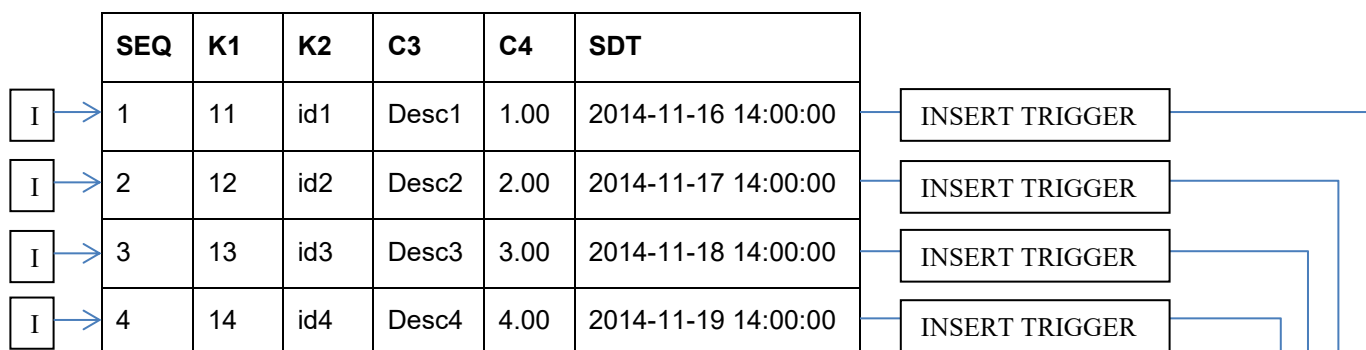 SEQ K1 K2 C3 C4 SDT
I 1 11 id1 Desc1 1.00 2014-11-16 14:00:00 INSERT TRIGGER
I 2 12 id2 Desc2 2.00 2014-11-17 14:00:00 INSERT TRIGGER
I 3 13 id3 Desc3 3.00 2014-11-18 14:00:00 INSERT TRIGGER
I 4 14 id4 Desc4 4.00 2014-11-19 14:00:00 INSERT TRIGGER